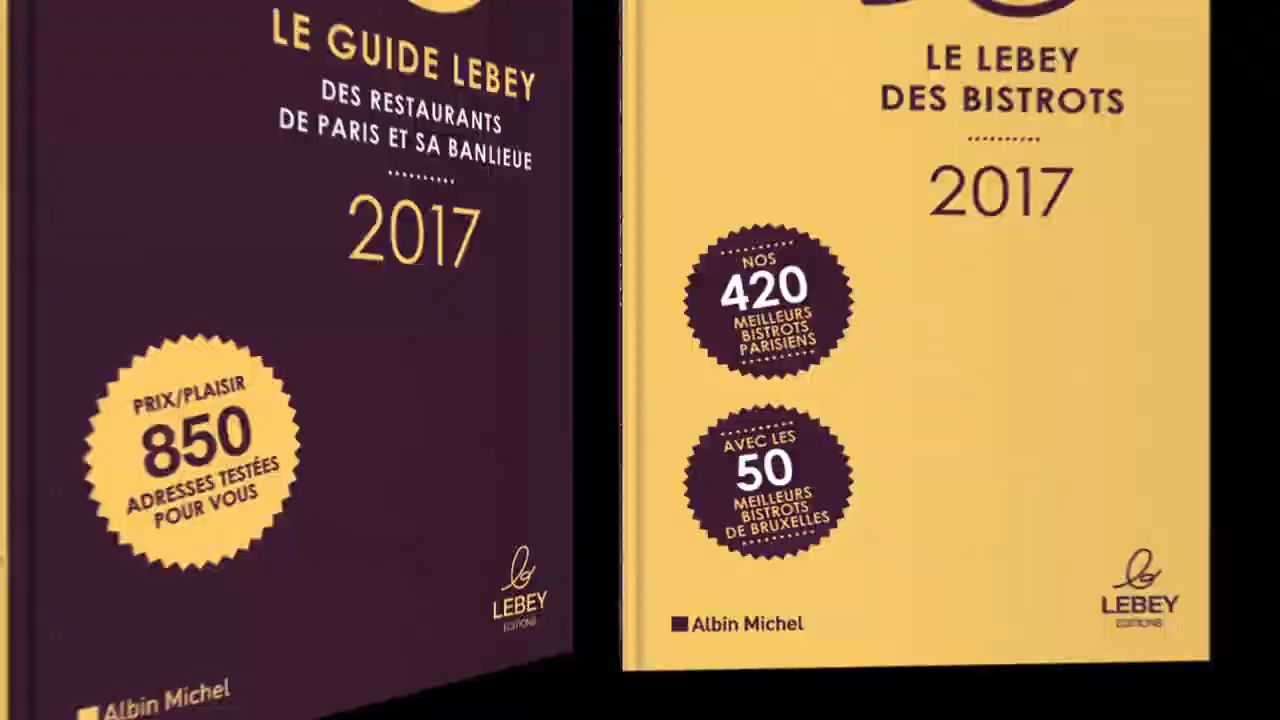 LE GUIDE LEBEY
DES RESTAURANTS
DE PARIS ET SA BANLIEUE
2017
PRIX/PLAISIR
850
ADRESSES TESTÉES
POUR VOUS
LEBEY
EDITIONS
Albin Michel
LE LEBEY
DES BISTROTS
2017
NOS
420
MEILLEURS
BISTROTS
PARISIENS
AVEC LES
50
MEILLEURS
BISTROTS
DE BRUXELLES
Albin Michel
LEBEY
EDITIONS